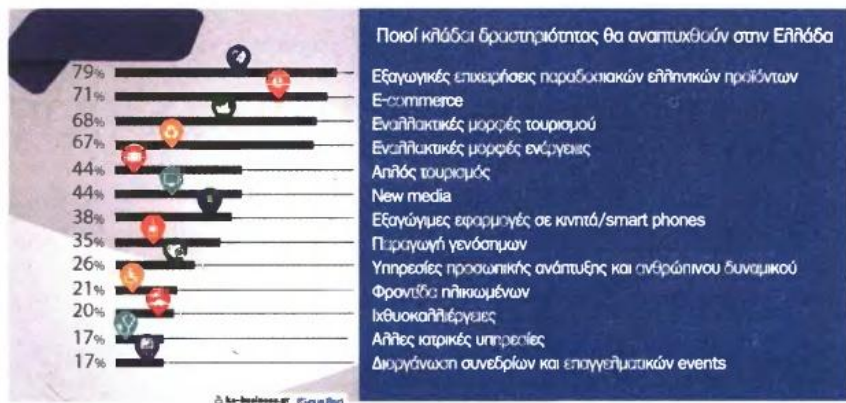 Ποιοί κλάδοι δραστηριότητας θα αναπτυχθούν στην Ελλάδα
79% Εξαγωγικές επιχειρήσεις παραδοσιακών ελληνικών προϊόντων
71% E-commerce
68% Εναλλακτικές μορφές τουρισμού
67% Εναλλακτικές μορφές ενέργειας
44% Απλός τουρισμός
44% New media
38% Εξαγώγιμες εφαρμογές σε κινητά/smart phones
35% Παραγωγή γενόσημων
26% Υπηρεσίες προσωπικής ανάπτυξης και ανθρώπινου δυναμικού
21% Φροντίδα ηλικιωμένων
20% Ιχθυοκαλλιέργειες
17% Αλλες ιατρικές υπηρεσίες
17% Διοργάνωση συνεδρίων και επαγγελματικών events